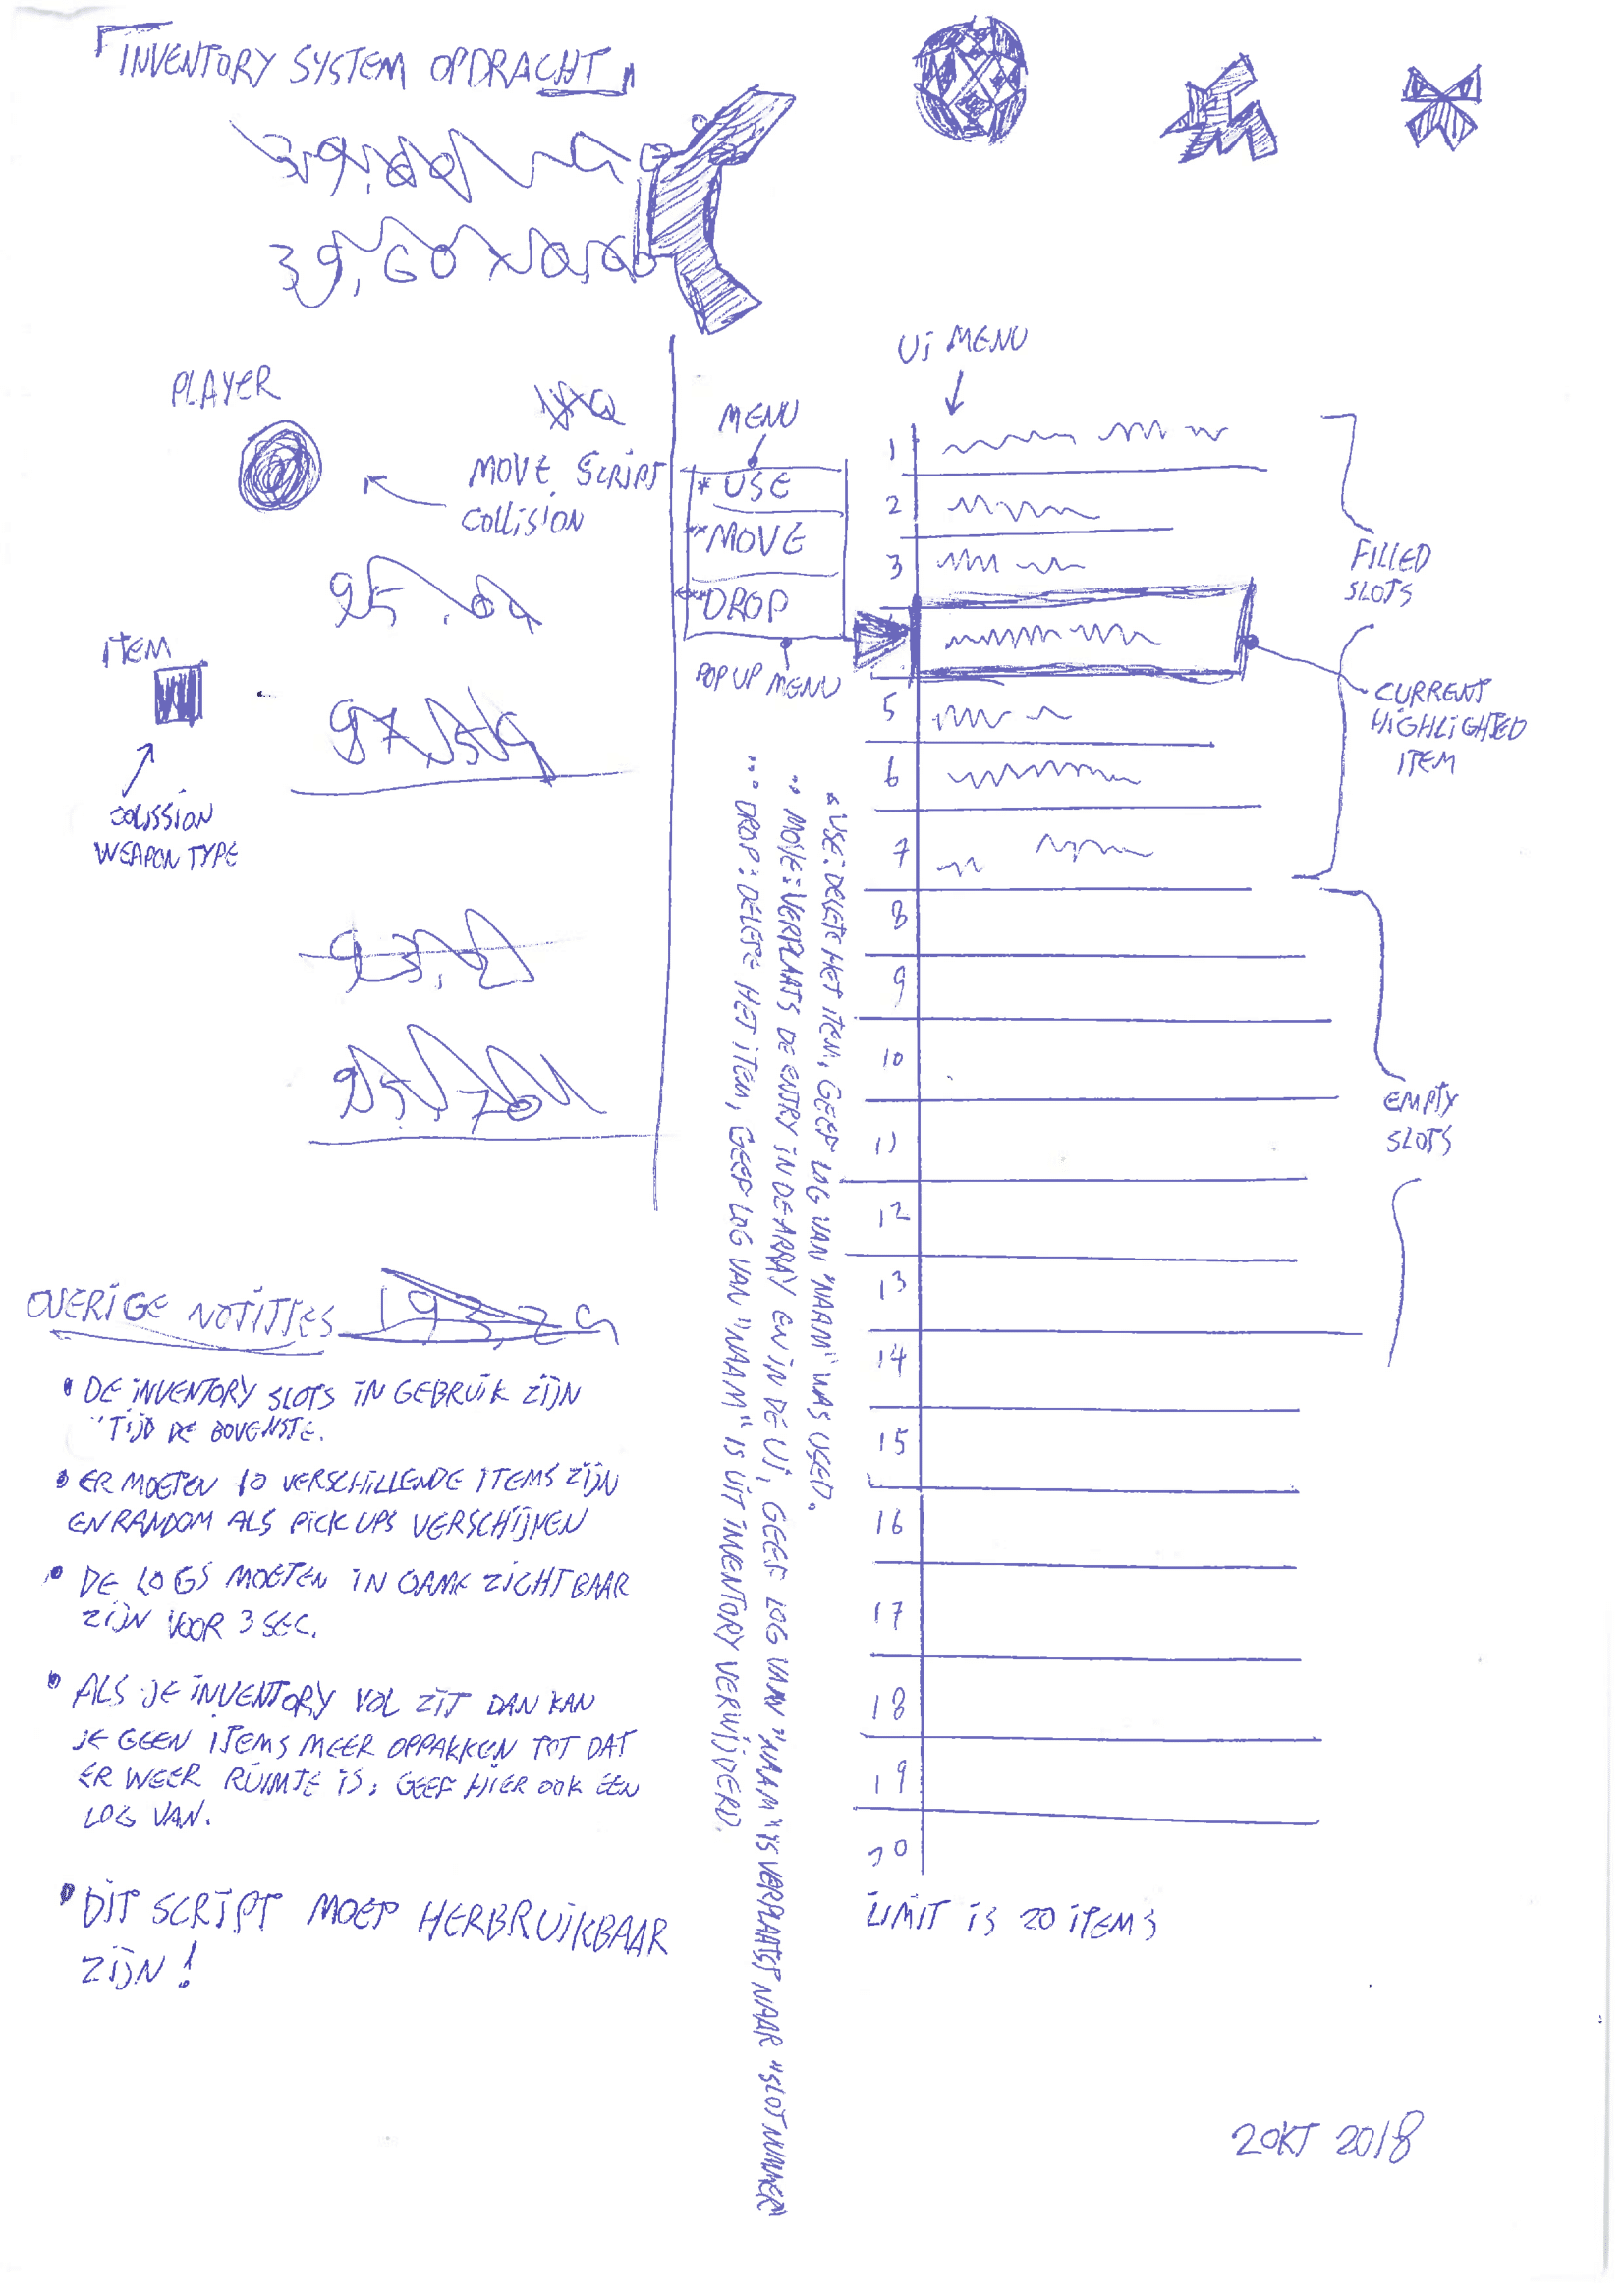 INVENTORY SYSTEM OPDRACHT
PLAYER
MOVE SCRIPT
COLLISION
ITEM
COLISSION
WEAPON TYPE
MENU
* USE
** MOVE
*** DROP
POP UP MENU
Ui MENU
1
2
3
5
6
7
8
9
10
11
12
13
14
15
16
17
18
19
20
FILLED
SLOTS
CURRENT
HIGHLIGHTED
ITEM
EMPTY
SLOTS
LIMIT IS 20 ITEMS
* USE: DELETE HET ITEM, GEEF LOG VAN "NAAM" WAS USED.
** MOVE: VERPLAATS DE ENTRY IN DE ARRAY EN IN DE UI, GEEF LOG VAN "NAAM" IS VERPLAATST NAAR "SLOTNUMMER"
*** DROP: DELETE HET ITEM, GEEF LOG VAN "NAAM" IS UIT INVENTORY VERWIJDERD.
OVERIGE NOTITIES
• DE INVENTORY SLOTS IN GEBRUIK ZIJN
TIJD DE BOVENSTE.
• ER MOETEN 10 VERSCHILLENDE ITEMS ZIJN
EN RANDOM ALS PICK UPS VERSCHIJNEN
• DE LOGS MOETEN IN GAME ZICHTBAAR
ZIJN VOOR 3 SEC.
• ALS JE INVENTORY VOL ZIT DAN KAN
JE GEEN ITEMS MEER OPPAKKEN TOT DAT
ER WEER RUIMTE IS, GEEF HIER OOK EEN
LOG VAN.
• DIT SCRIPT MOET HERBRUIKBAAR
ZIJN!
2 OKT 2018